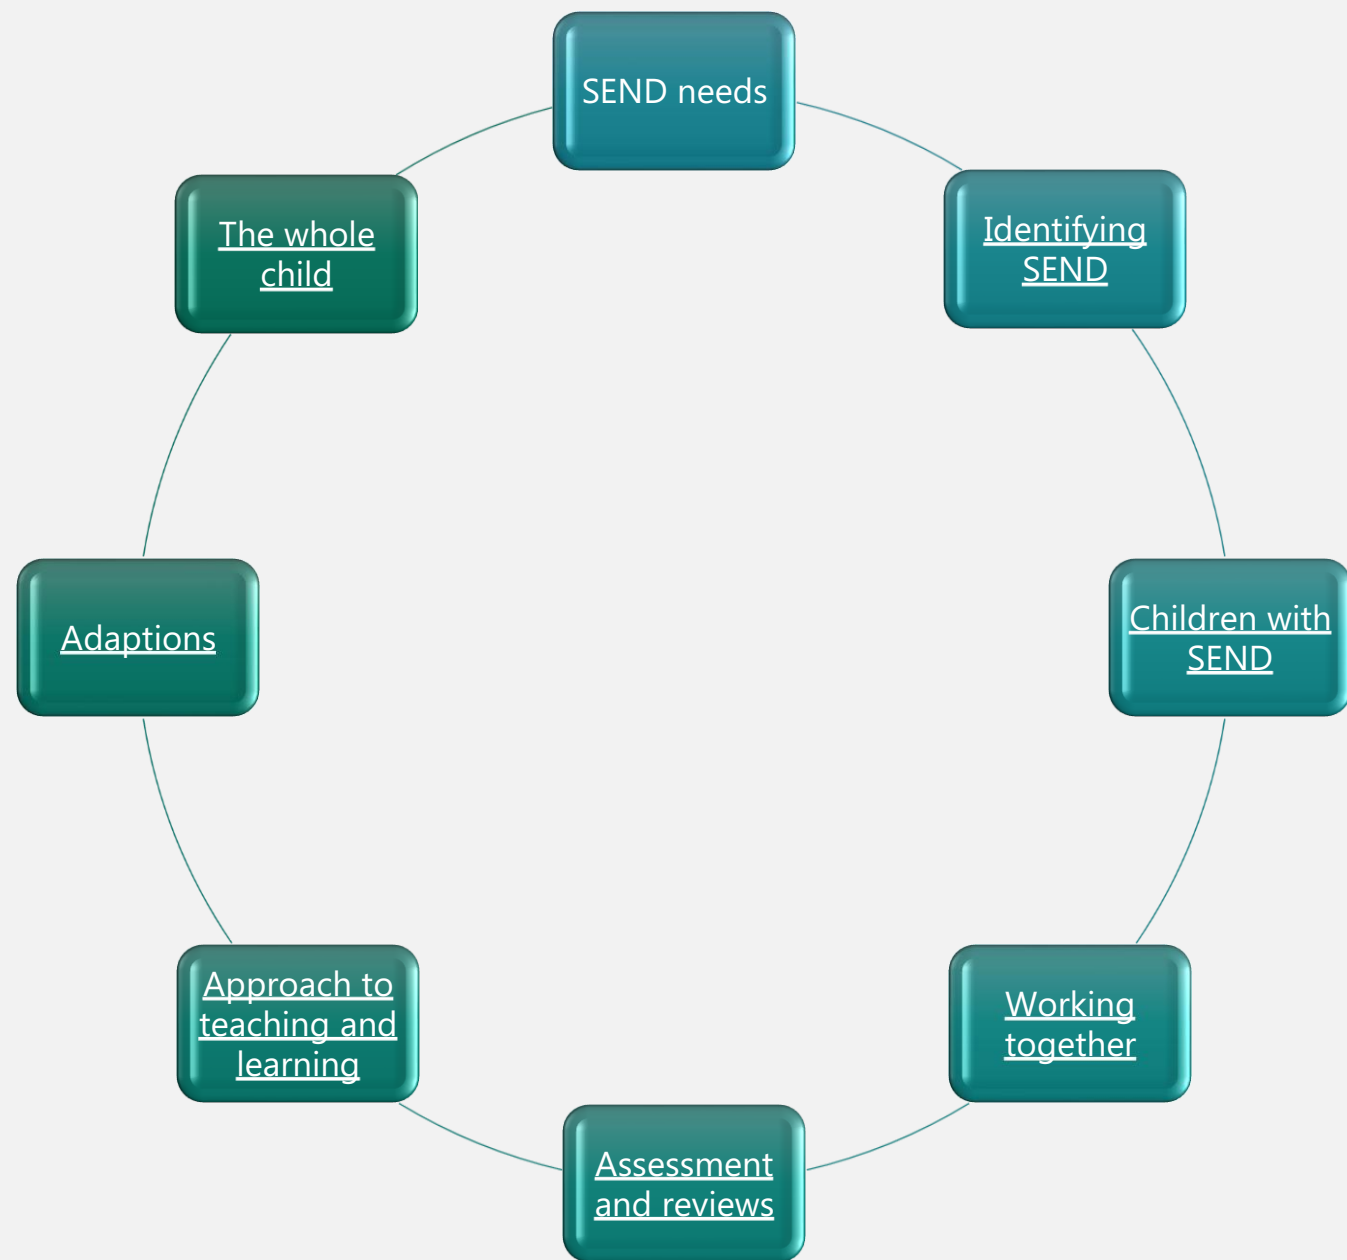 SEND needs
Identifying
SEND
Children with
SEND
Working
together
Assessment
and reviews
Approach to
teaching and
learning
Adaptions
The whole
child